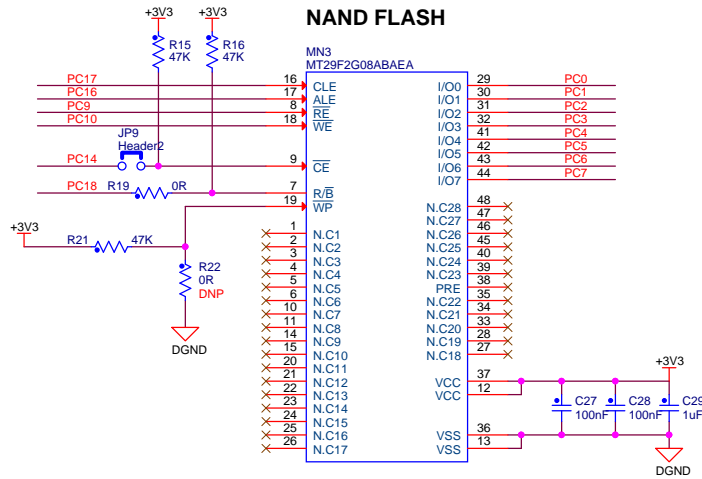 NAND FLASH
+3V3
+3V3
R15
47K
R16
47K
MN3
MT29F2G08ABAEA
PC17 16 CLE
PC16 17 ALE
PC9 8 RE
PC10 18 WE
JP9
Header2
PC14 9 CE
PC18 R19 0R 7 R/B
19 WP
+3V3
R21 47K
R22
0R
DNP
DGND
1 N.C1
2 N.C2
3 N.C3
4 N.C4
5 N.C5
6 N.C6
10 N.C7
11 N.C8
14 N.C9
15 N.C10
20 N.C11
21 N.C12
22 N.C13
23 N.C14
24 N.C15
25 N.C16
26 N.C17
I/O0 29 PC0
I/O1 30 PC1
I/O2 31 PC2
I/O3 32 PC3
I/O4 41 PC4
I/O5 42 PC5
I/O6 43 PC6
I/O7 44 PC7
N.C28 48
N.C27 47
N.C26 46
N.C25 45
N.C24 40
N.C23 39
PRE 38
N.C22 35
N.C21 34
N.C20 33
N.C19 28
N.C18 27
VCC 37
VCC 12
VSS 36
VSS 13
+3V3
C27
100nF
C28
100nF
C29
1uF
DGND